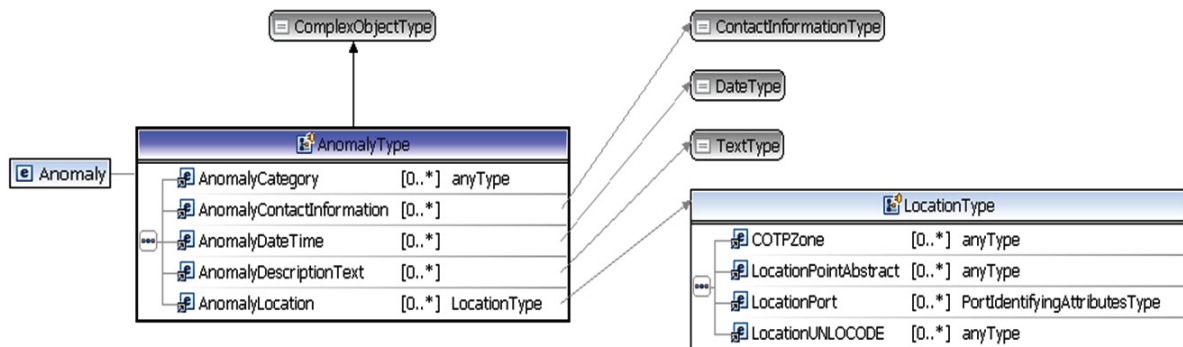 ComplexObjectType
ContactInformationType
DateType
TextType
Anomaly
AnomalyType
AnomalyCategory [0..*] anyType
AnomalyContactInformation [0..*]
AnomalyDateTime [0..*]
AnomalyDescriptionText [0..*]
AnomalyLocation [0..*] LocationType
LocationType
COTPZone [0..*] anyType
LocationPointAbstract [0..*] anyType
LocationPort [0..*] PortIdentifyingAttributesType
LocationUNLOCODE [0..*] anyType